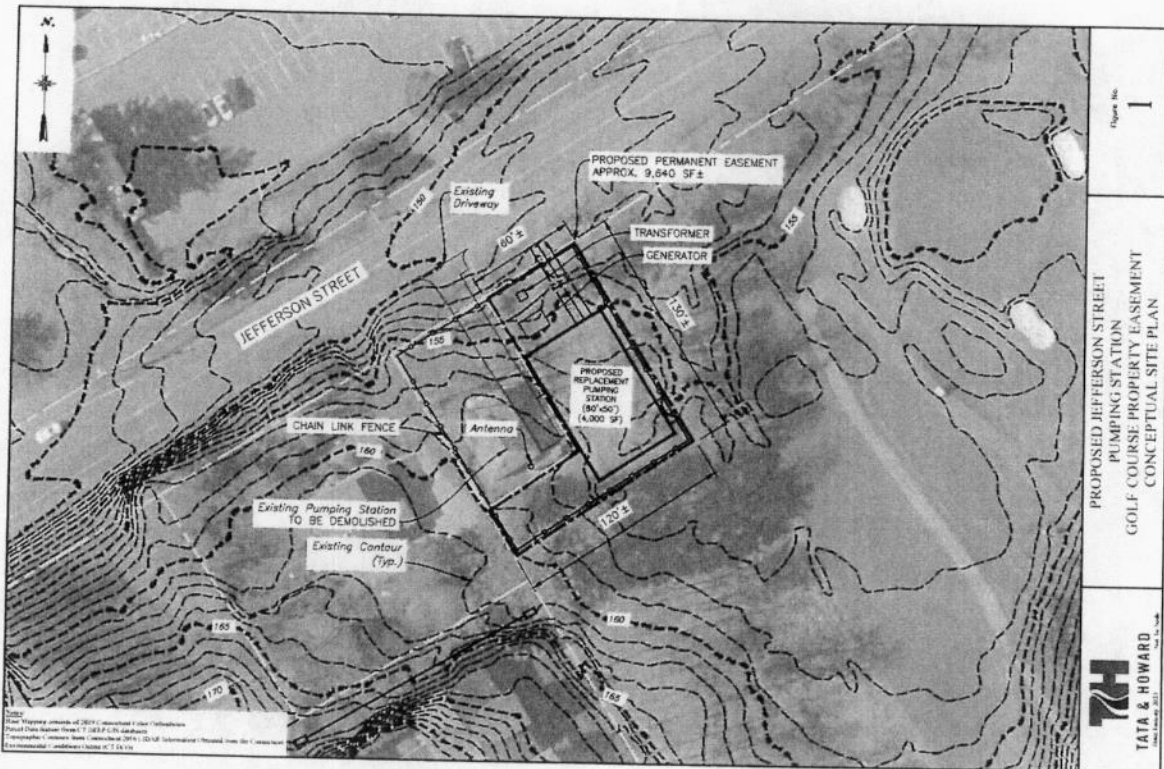 N.
PROPOSED PERMANENT EASEMENT
APPROX. 9,640 SF±
Existing
Driveway
150
60'±
TRANSFORMER
GENERATOR
155
JEFFERSON STREET
130'±
155
PROPOSED
REPLACEMENT
PUMPING
STATION
(80'x50')
(4,000 SF)
CHAIN LINK FENCE
Antenna
160
Existing Pumping Station
TO BE DEMOLISHED
120'±
Existing Contour
(Typ.)
165
160
170
165
Notes
Parcel Data
Figure No.
1
PROPOSED JEFFERSON STREET
PUMPING STATION
GOLF COURSE PROPERTY EASEMENT
CONCEPTUAL SITE PLAN
TATA & HOWARD